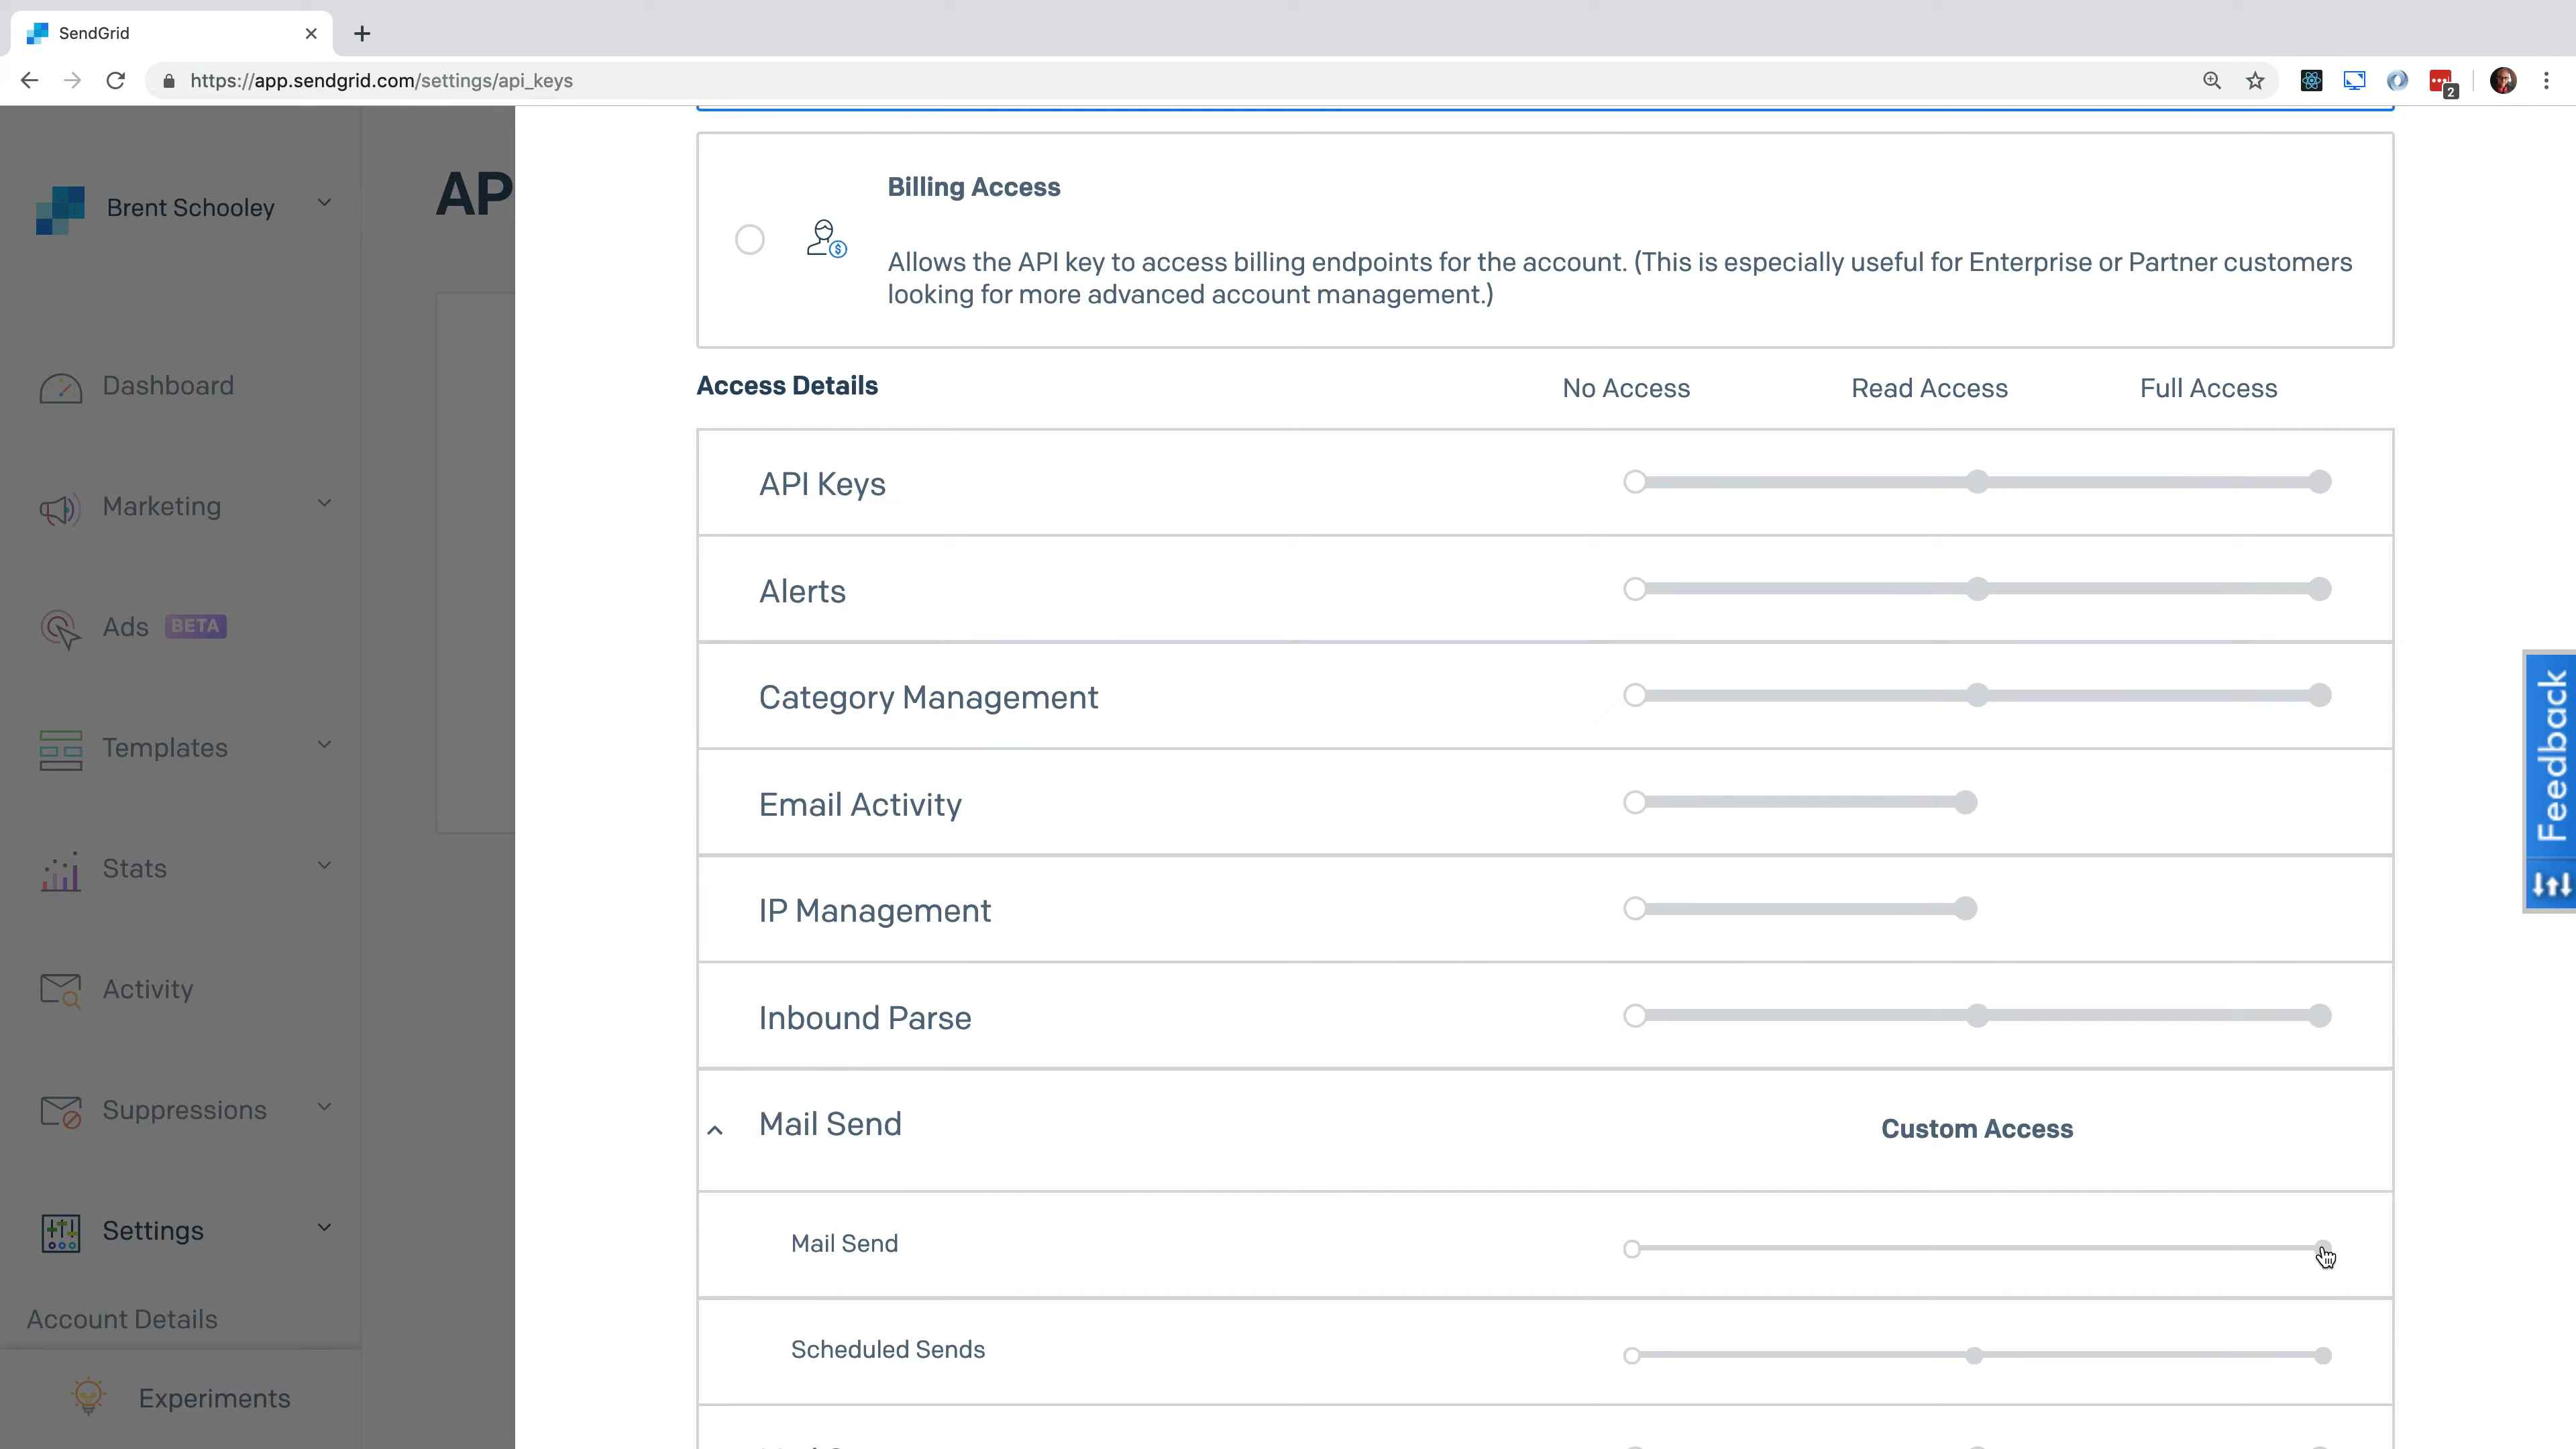 SendGrid
https://app.sendgrid.com/settings/api_keys
2
Brent Schooley
AP
Dashboard
Marketing
Ads BETA
Templates
Stats
Activity
Suppressions
Settings
Account Details
Experiments
Billing Access
Allows the API key to access billing endpoints for the account. (This is especially useful for Enterprise or Partner customers
looking for more advanced account management.)
Access Details No Access Read Access Full Access
API Keys
Alerts
Category Management
Email Activity
IP Management
Inbound Parse
Mail Send Custom Access
Mail Send
Scheduled Sends
Feedback